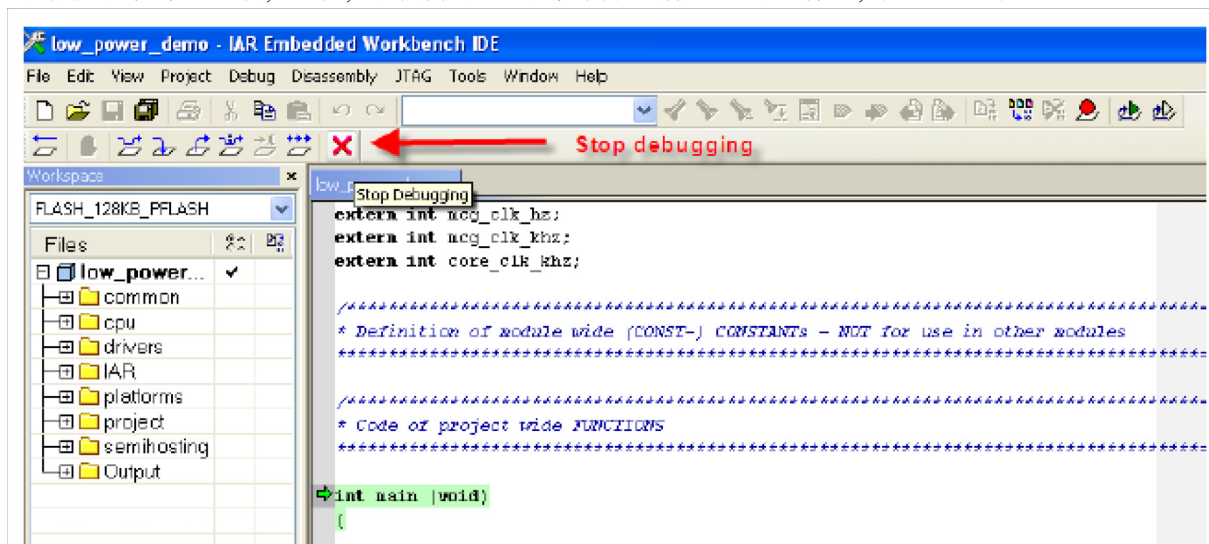 low_power_demo - IAR Embedded Workbench IDE
File Edit View Project Debug Disassembly JTAG Tools Window Help
Stop debugging
Workspace
FLASH_128KB_PFLASH
Stop Debugging
Files
low_power...
common
cpu
drivers
IAR
platforms
project
semihosting
Output
extern int mcg_clk_hz;
extern int mcg_clk_khz;
extern int core_clk_khz;
* Definition of module wide (CONST-) CONSTANTs - NOT for use in other modules
* Code of project wide FUNCTIONS
int main (void)
{